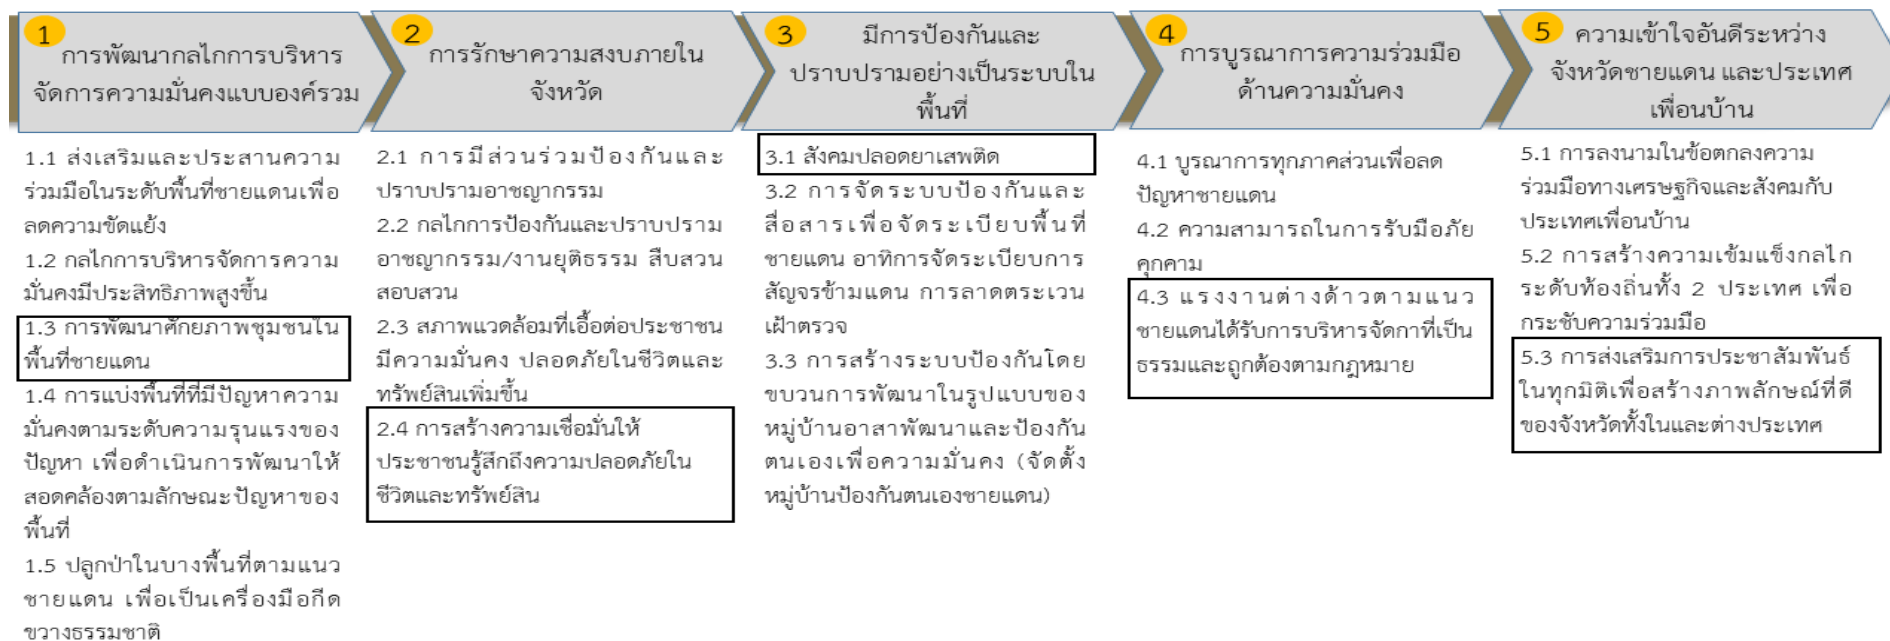 1
การพัฒนากลไกการบริหาร
จัดการความมั่นคงแบบองค์รวม
2
การรักษาความสงบภายใน
จังหวัด
3
มีการป้องกันและ
ปราบปรามอย่างเป็นระบบใน
พื้นที่
4
การบูรณาการความร่วมมือ
ด้านความมั่นคง
5
ความเข้าใจอันดีระหว่าง
จังหวัดชายแดน และประเทศ
เพื่อนบ้าน
1.1 ส่งเสริมและประสานความ
ร่วมมือในระดับพื้นที่ชายแดนเพื่อ
ลดความขัดแย้ง
1.2 กลไกการบริหารจัดการความ
มั่นคงมีประสิทธิภาพสูงขึ้น
1.3 การพัฒนาศักยภาพชุมชนใน
พื้นที่ชายแดน
1.4 การแบ่งพื้นที่ที่มีปัญหาความ
มั่นคงตามระดับความรุนแรงของ
ปัญหา เพื่อดำเนินการพัฒนาให้
สอดคล้องตามลักษณะปัญหาของ
พื้นที่
1.5 ปลูกป่าในบางพื้นที่ตามแนว
ชายแดน เพื่อเป็นเครื่องมือกีด
ขวางธรรมชาติ
2.1 การมีส่วนร่วมป้องกันและ
ปราบปรามอาชญากรรม
2.2 กลไกการป้องกันและปราบปราม
อาชญากรรม/งานยุติธรรม สืบสวน
สอบสวน
2.3 สภาพแวดล้อมที่เอื้อต่อประชาชน
มีความมั่นคง ปลอดภัยในชีวิตและ
ทรัพย์สินเพิ่มขึ้น
2.4 การสร้างความเชื่อมั่นให้
ประชาชนรู้สึกถึงความปลอดภัยใน
ชีวิตและทรัพย์สิน
3.1 สังคมปลอดยาเสพติด
3.2 การจัดระบบป้องกันและ
สื่อสารเพื่อจัดระเบียบพื้นที่
ชายแดน อาทิการจัดระเบียบการ
สัญจรข้ามแดน การลาดตระเวน
เฝ้าตรวจ
3.3 การสร้างระบบป้องกันโดย
ขบวนการพัฒนาในรูปแบบของ
หมู่บ้านอาสาพัฒนาและป้องกัน
ตนเองเพื่อความมั่นคง (จัดตั้ง
หมู่บ้านป้องกันตนเองชายแดน)
4.1 บูรณาการทุกภาคส่วนเพื่อลด
ปัญหาชายแดน
4.2 ความสามารถในการรับมือภัย
คุกคาม
4.3 แรงงานต่างด้าวตามแนว
ชายแดนได้รับการบริหารจัดกาที่เป็น
ธรรมและถูกต้องตามกฎหมาย
5.1 การลงนามในข้อตกลงความ
ร่วมมือทางเศรษฐกิจและสังคมกับ
ประเทศเพื่อนบ้าน
5.2 การสร้างความเข้มแข็งกลไก
ระดับท้องถิ่นทั้ง 2 ประเทศ เพื่อ
กระชับความร่วมมือ
5.3 การส่งเสริมการประชาสัมพันธ์
ในทุกมิติเพื่อสร้างภาพลักษณ์ที่ดี
ของจังหวัดทั้งในและต่างประเทศ